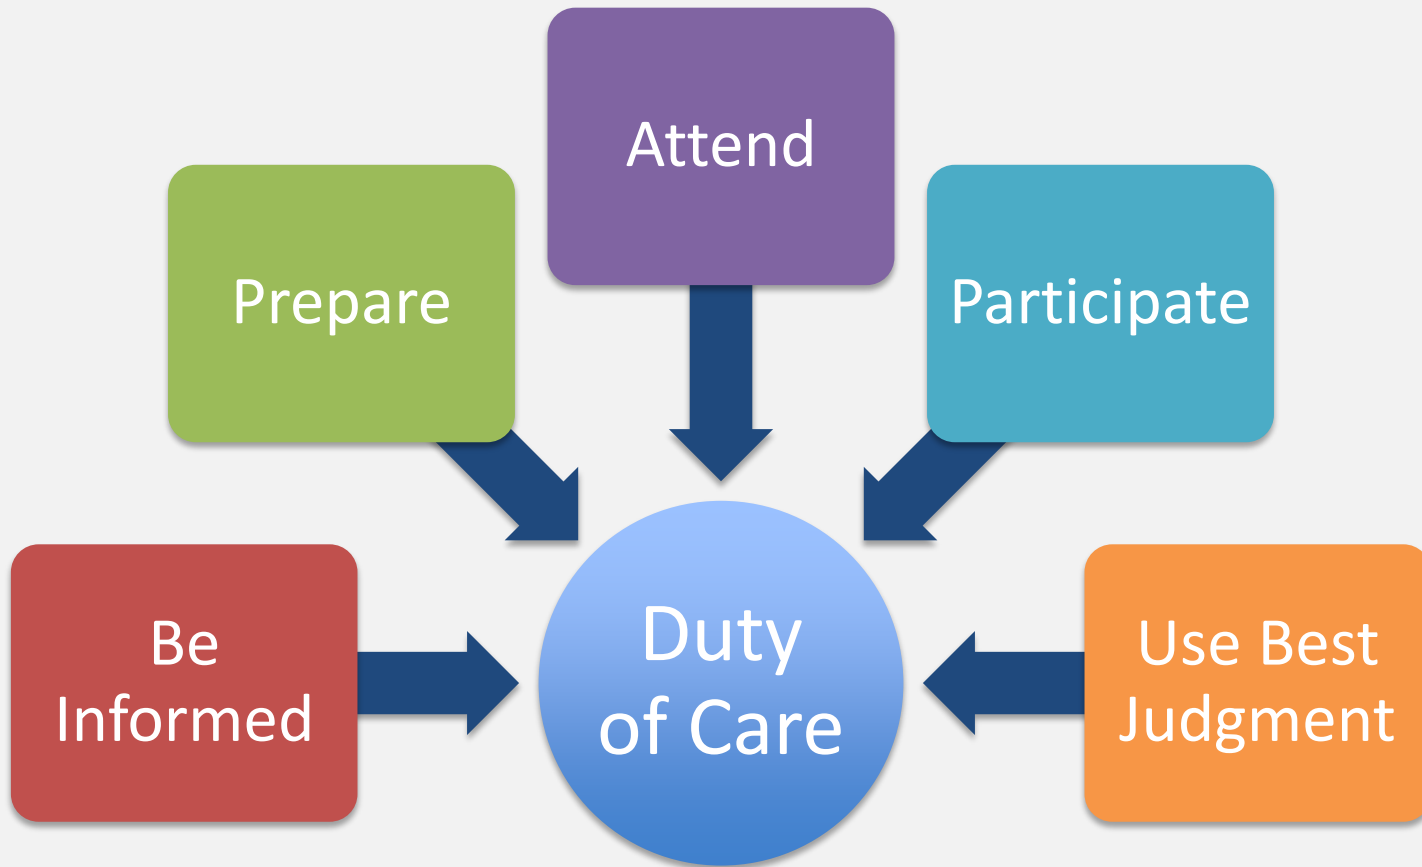 Attend
Prepare
Participate
Be
Informed
Duty
of Care
Use Best
Judgment